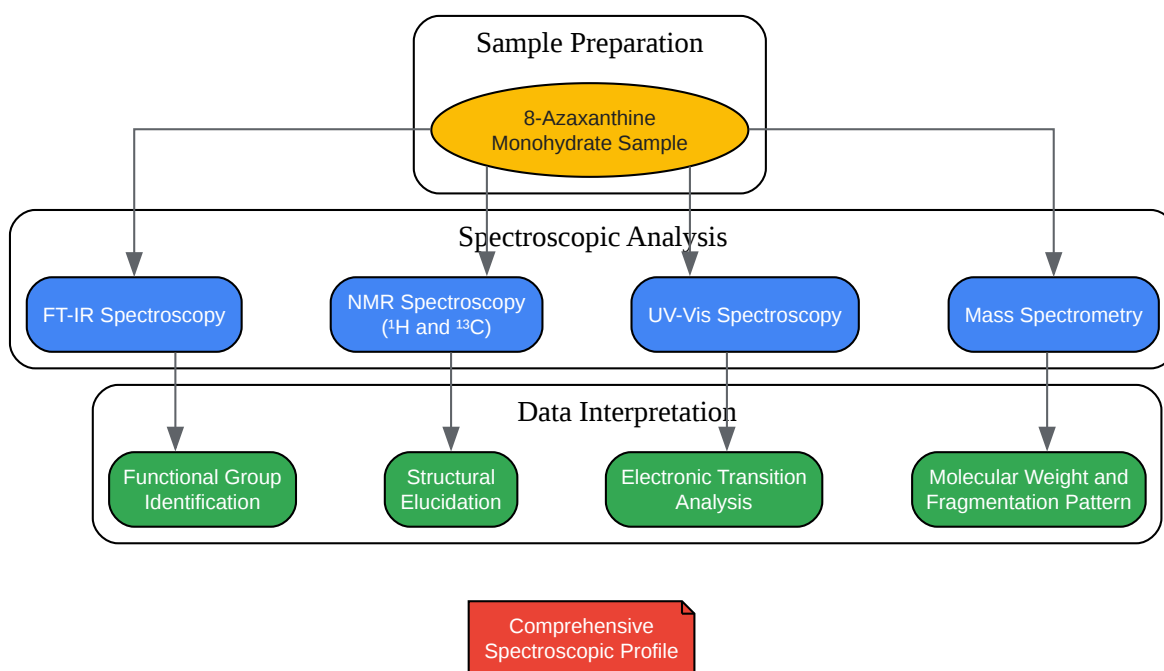 Sample Preparation
8-Azaxanthine
Monohydrate Sample
Spectroscopic Analysis
FT-IR Spectroscopy
NMR Spectroscopy
(¹H and ¹³C)
UV-Vis Spectroscopy
Mass Spectrometry
Data Interpretation
Functional Group
Identification
Structural
Elucidation
Electronic Transition
Analysis
Molecular Weight and
Fragmentation Pattern
Comprehensive
Spectroscopic Profile